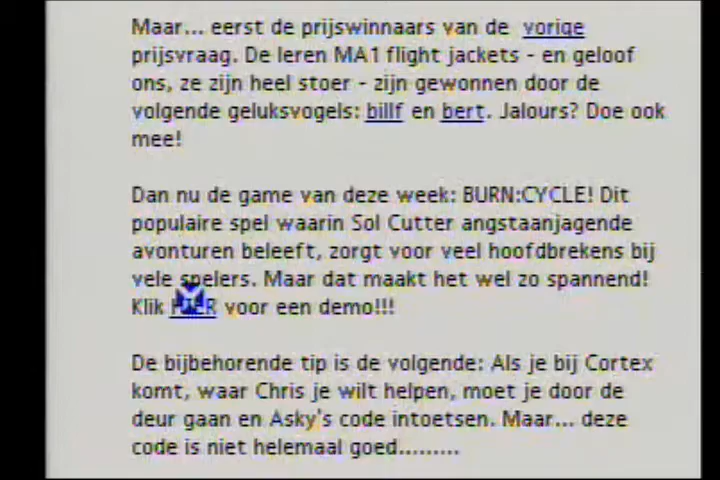 Maar... eerst de prijswinnaars van de vorige
prijsvraag. De leren MA1 flight jackets - en geloof
ons, ze zijn heel stoer - zijn gewonnen door de
volgende geluksvogels: billf en bert. Jalours? Doe ook
mee!
Dan nu de game van deze week: BURN:CYCLE! Dit
populaire spel waarin Sol Cutter angstaanjagende
avonturen beleeft, zorgt voor veel hoofdbrekens bij
vele spelers. Maar dat maakt het wel zo spannend!
Klik HIER voor een demo!!!
De bijbehorende tip is de volgende: Als je bij Cortex
komt, waar Chris je wilt helpen, moet je door de
deur gaan en Asky's code intoetsen. Maar... deze
code is niet helemaal goed.........